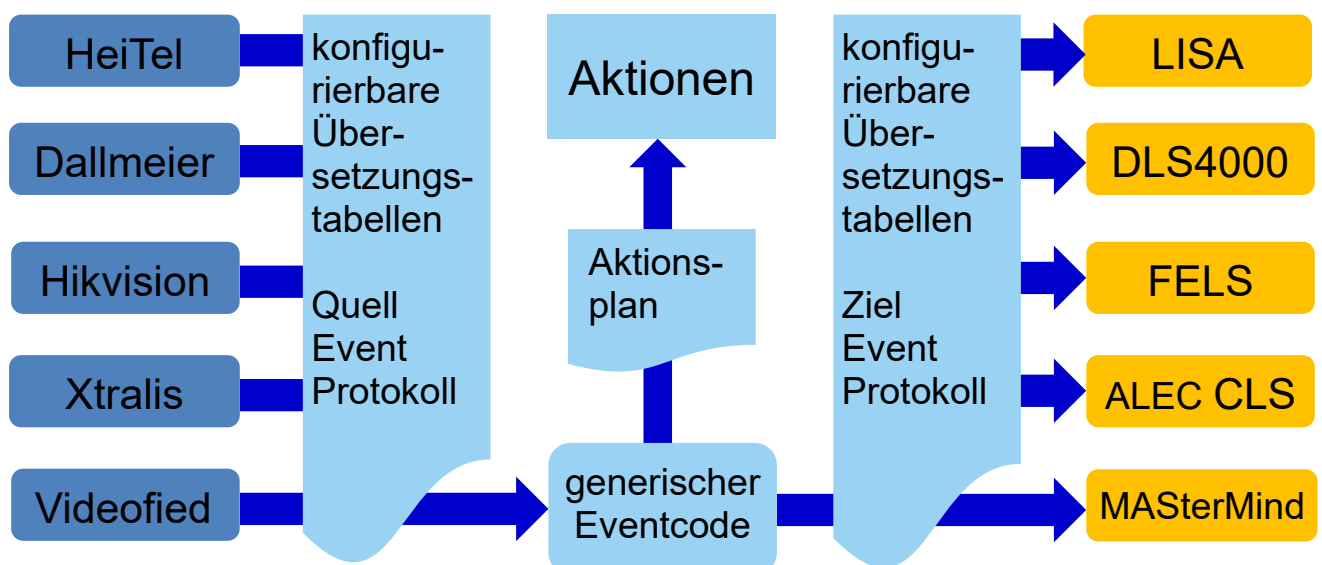 HeiTel
Dallmeier
Hikvision
Xtralis
Videofied
konfigu-
rierbare
Über-
setzungs-
tabellen
Quell
Event
Protokoll
Aktionen
Aktions-
plan
generischer
Eventcode
konfigu-
rierbare
Über-
setzungs-
tabellen
Ziel
Event
Protokoll
LISA
DLS4000
FELS
ALEC CLS
MASterMind